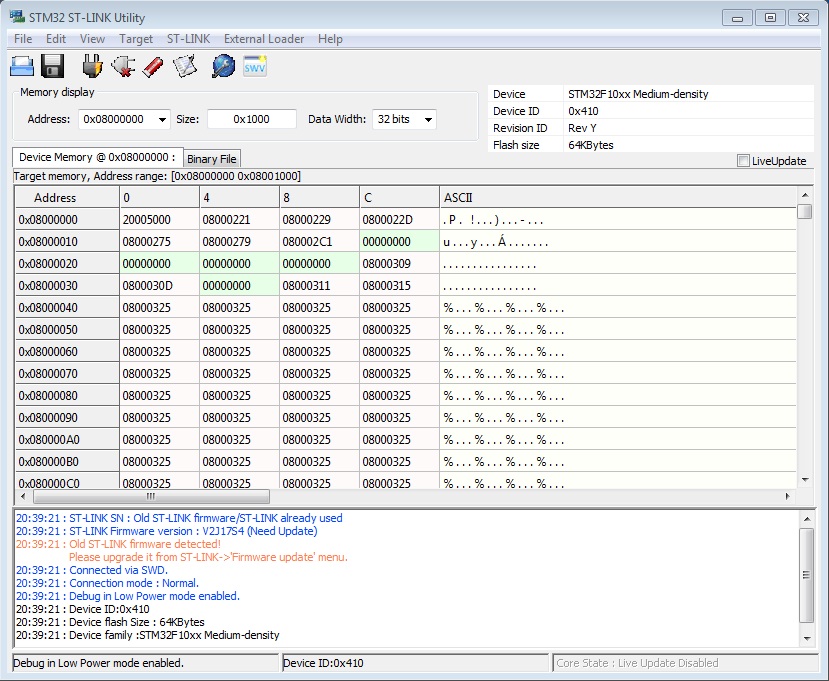 STM32 ST-LINK Utility
File Edit View Target ST-LINK External Loader Help
SWV
Memory display
Address: 0x08000000 Size: 0x1000 Data Width: 32 bits
Device STM32F10xx Medium-density
Device ID 0x410
Revision ID Rev Y
Flash size 64KBytes
LiveUpdate
Device Memory @ 0x08000000 : Binary File
Target memory, Address range: [0x08000000 0x08001000]
Address 0 4 8 C ASCII
0x08000000 20005000 08000221 08000229 0800022D .P. !...)...-...
0x08000010 08000275 08000279 080002C1 00000000 u...y...Á.......
0x08000020 00000000 00000000 00000000 08000309 ................
0x08000030 0800030D 00000000 08000311 08000315 ................
0x08000040 08000325 08000325 08000325 08000325 %...%...%...%...
0x08000050 08000325 08000325 08000325 08000325 %...%...%...%...
0x08000060 08000325 08000325 08000325 08000325 %...%...%...%...
0x08000070 08000325 08000325 08000325 08000325 %...%...%...%...
0x08000080 08000325 08000325 08000325 08000325 %...%...%...%...
0x08000090 08000325 08000325 08000325 08000325 %...%...%...%...
0x080000A0 08000325 08000325 08000325 08000325 %...%...%...%...
0x080000B0 08000325 08000325 08000325 08000325 %...%...%...%...
0x080000C0 08000325 08000325 08000325 08000325 %...%...%...%...
20:39:21 : ST-LINK SN : Old ST-LINK firmware/ST-LINK already used
20:39:21 : ST-LINK Firmware version : V2J17S4 (Need Update)
20:39:21 : Old ST-LINK firmware detected!
Please upgrade it from ST-LINK->'Firmware update' menu.
20:39:21 : Connected via SWD.
20:39:21 : Connection mode : Normal.
20:39:21 : Debug in Low Power mode enabled.
20:39:21 : Device ID:0x410
20:39:21 : Device flash Size : 64KBytes
20:39:21 : Device family :STM32F10xx Medium-density
Debug in Low Power mode enabled. Device ID:0x410 Core State : Live Update Disabled